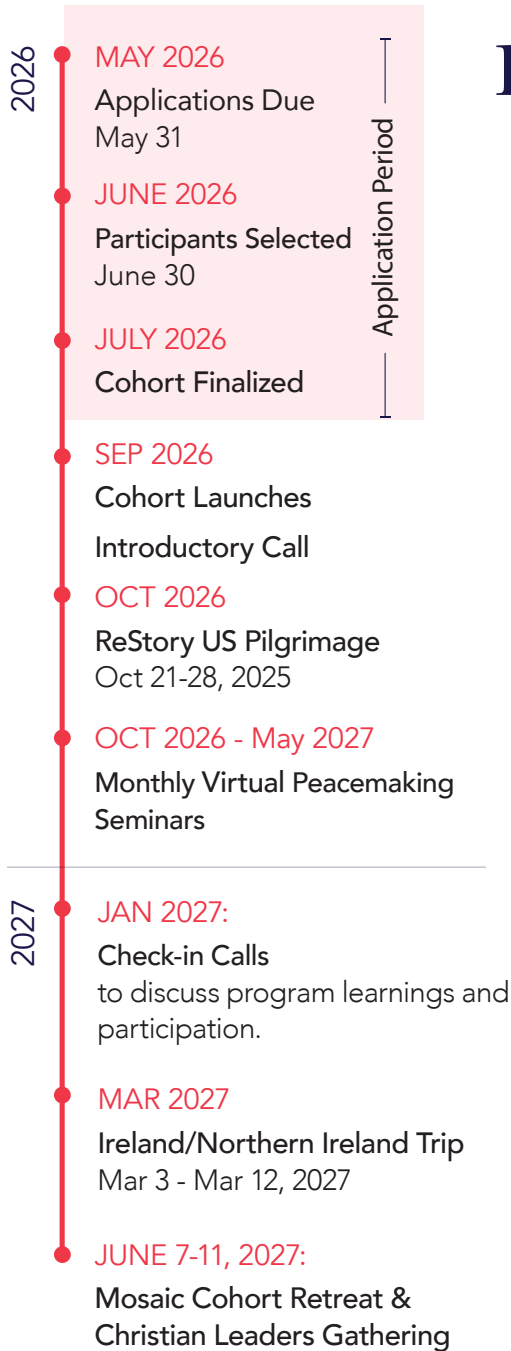 2026
MAY 2026
Applications Due
May 31
JUNE 2026
Participants Selected
June 30
JULY 2026
Cohort Finalized
Application Period
SEP 2026
Cohort Launches
Introductory Call
OCT 2026
ReStory US Pilgrimage
Oct 21-28, 2025
OCT 2026 - May 2027
Monthly Virtual Peacemaking
Seminars
2027
JAN 2027:
Check-in Calls
to discuss program learnings and
participation.
MAR 2027
Ireland/Northern Ireland Trip
Mar 3 - Mar 12, 2027
JUNE 7-11, 2027:
Mosaic Cohort Retreat &
Christian Leaders Gathering